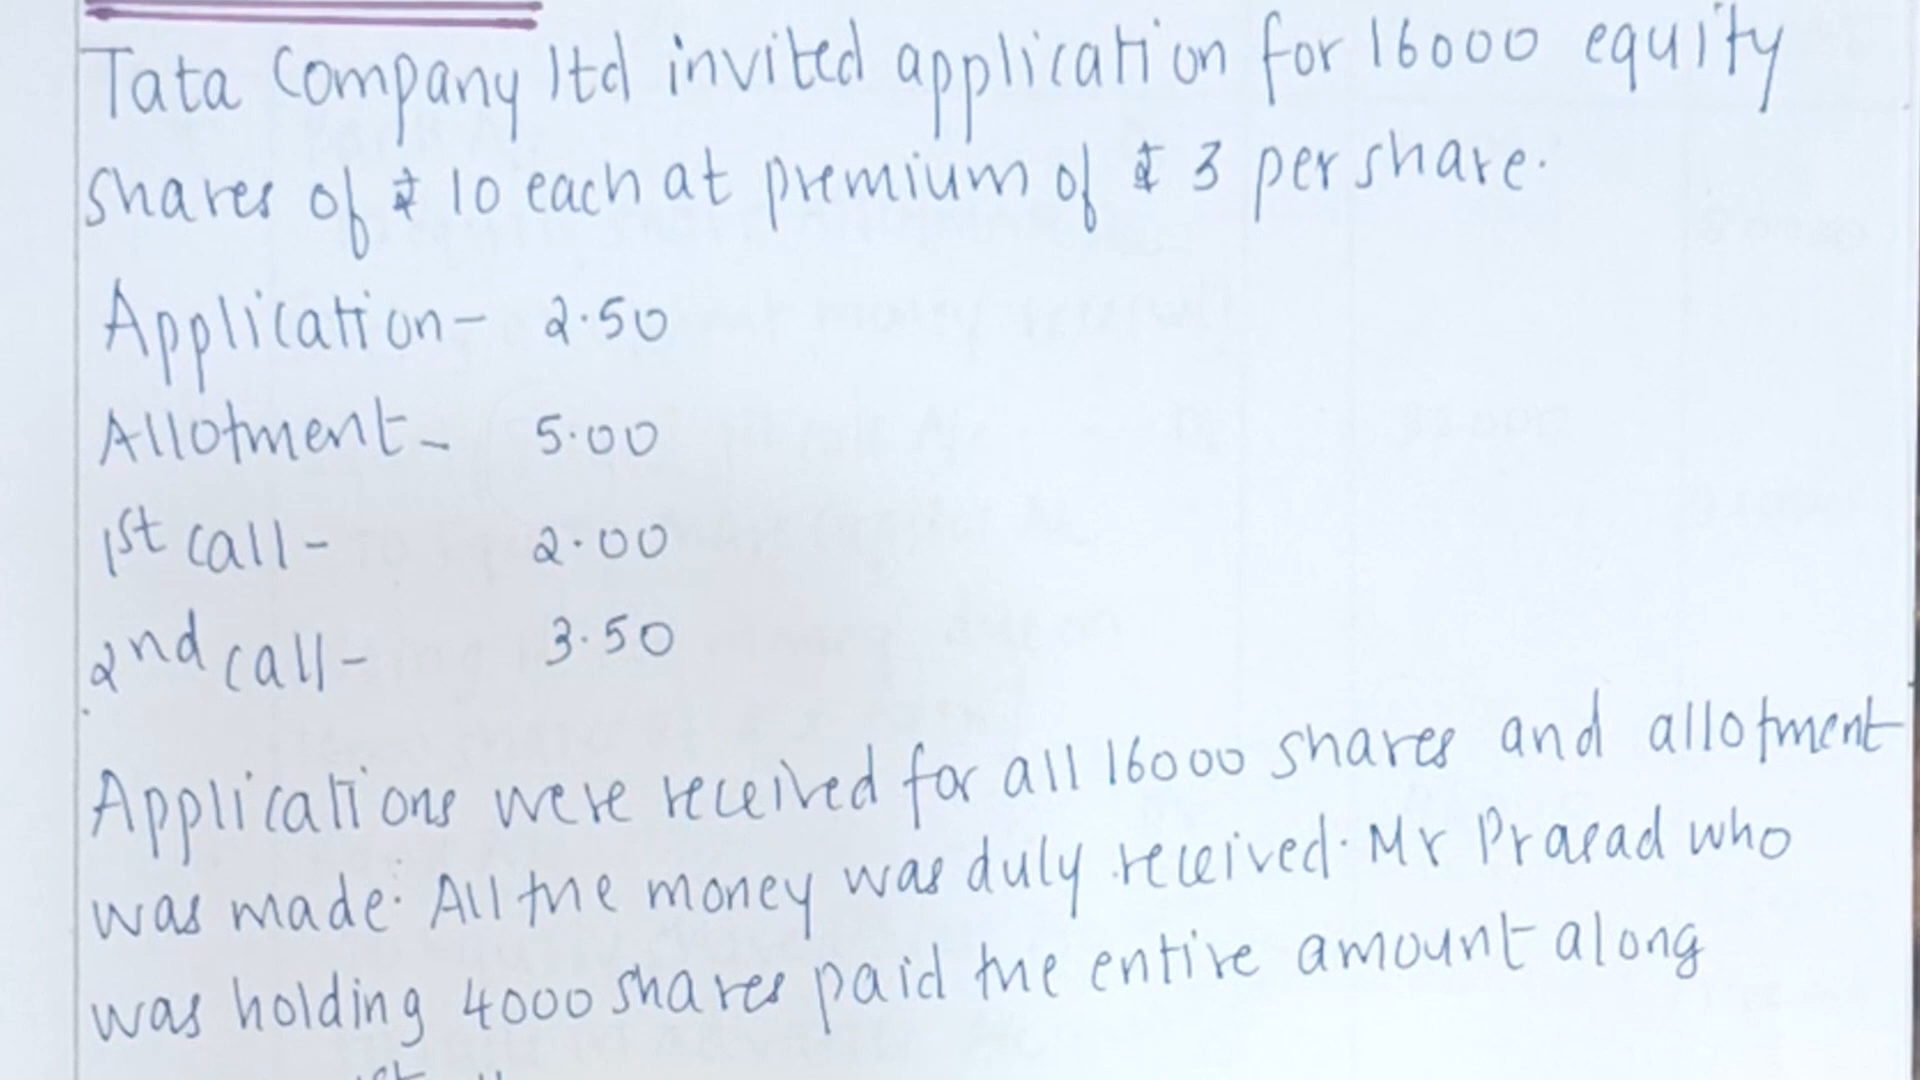 Tata Company ltd invited application for 16000 equity
shares of ₹ 10 each at premium of ₹ 3 per share.
Application - 2.50
Allotment - 5.00
1st call - 2.00
2nd call - 3.50
Applications were received for all 16000 shares and allotment
was made. All the money was duly received. Mr Prasad who
was holding 4000 shares paid the entire amount along